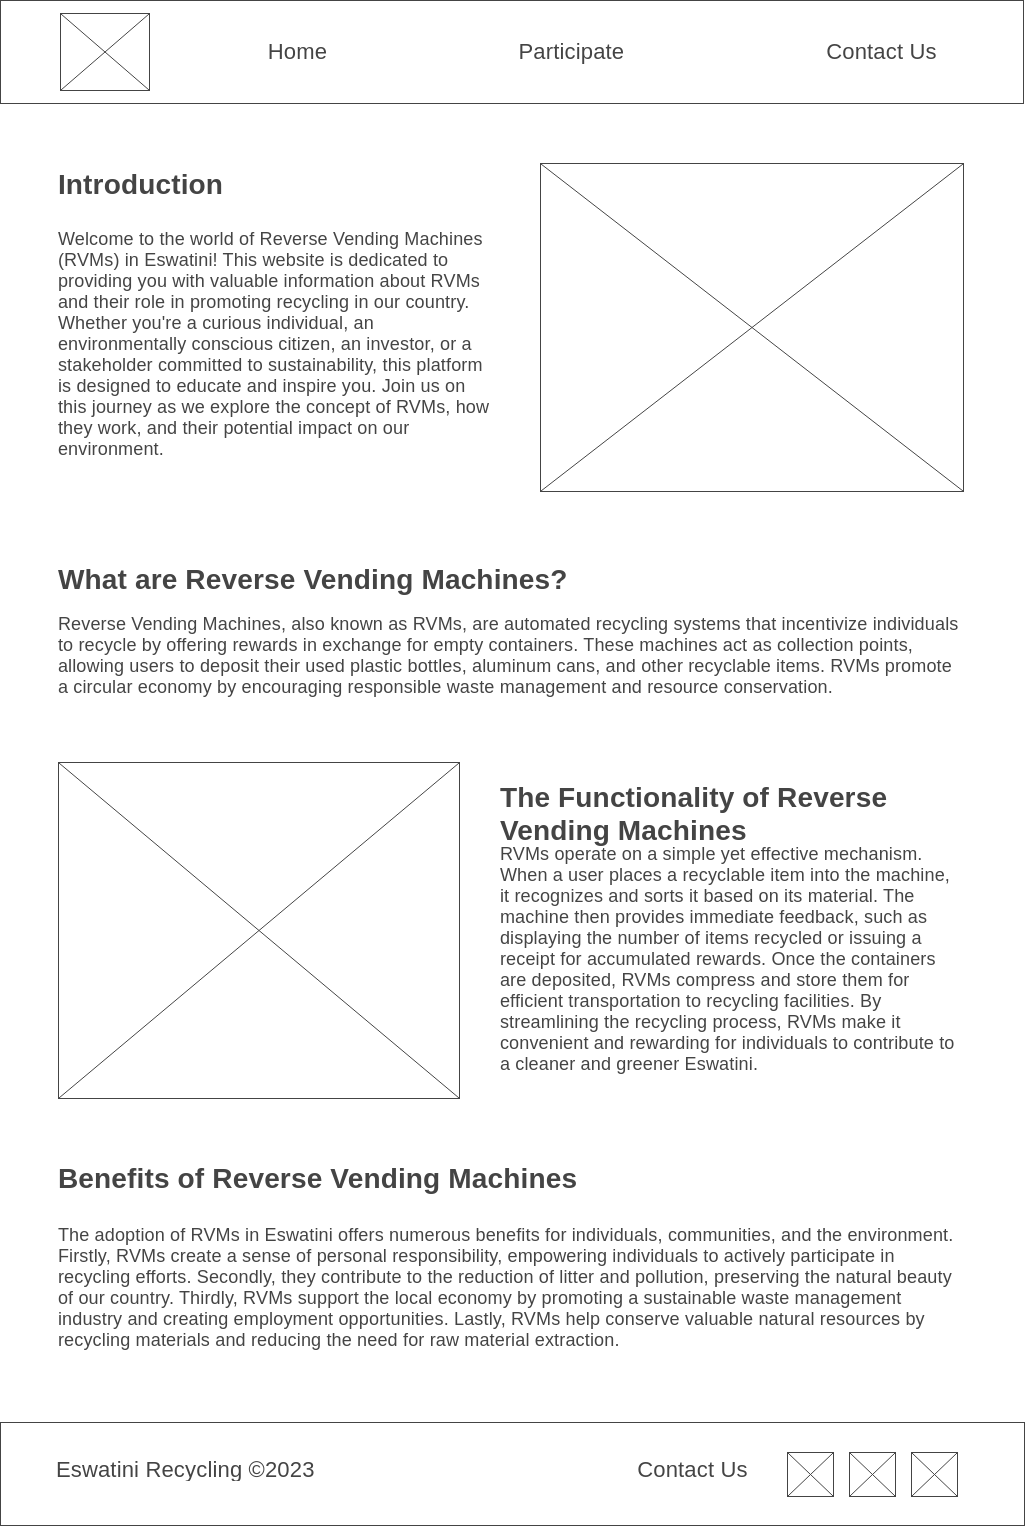 Home
Participate
Contact Us
Introduction
Welcome to the world of Reverse Vending Machines
(RVMs) in Eswatini! This website is dedicated to
providing you with valuable information about RVMs
and their role in promoting recycling in our country.
Whether you're a curious individual, an
environmentally conscious citizen, an investor, or a
stakeholder committed to sustainability, this platform
is designed to educate and inspire you. Join us on
this journey as we explore the concept of RVMs, how
they work, and their potential impact on our
environment.
What are Reverse Vending Machines?
Reverse Vending Machines, also known as RVMs, are automated recycling systems that incentivize individuals
to recycle by offering rewards in exchange for empty containers. These machines act as collection points,
allowing users to deposit their used plastic bottles, aluminum cans, and other recyclable items. RVMs promote
a circular economy by encouraging responsible waste management and resource conservation.
The Functionality of Reverse
Vending Machines
RVMs operate on a simple yet effective mechanism.
When a user places a recyclable item into the machine,
it recognizes and sorts it based on its material. The
machine then provides immediate feedback, such as
displaying the number of items recycled or issuing a
receipt for accumulated rewards. Once the containers
are deposited, RVMs compress and store them for
efficient transportation to recycling facilities. By
streamlining the recycling process, RVMs make it
convenient and rewarding for individuals to contribute to
a cleaner and greener Eswatini.
Benefits of Reverse Vending Machines
The adoption of RVMs in Eswatini offers numerous benefits for individuals, communities, and the environment.
Firstly, RVMs create a sense of personal responsibility, empowering individuals to actively participate in
recycling efforts. Secondly, they contribute to the reduction of litter and pollution, preserving the natural beauty
of our country. Thirdly, RVMs support the local economy by promoting a sustainable waste management
industry and creating employment opportunities. Lastly, RVMs help conserve valuable natural resources by
recycling materials and reducing the need for raw material extraction.
Eswatini Recycling ©2023
Contact Us